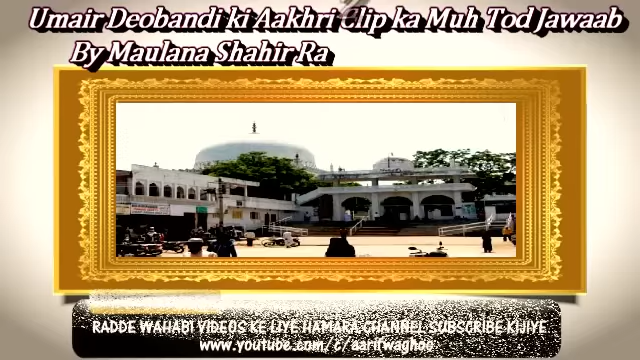 Umair Deobandi ki Aakhri Clip ka Muh Tod Jawaab
By Maulana Shahir Ra
RADDE WAHABI VIDEOS KE LIYE HAMARA CHANNEL SUBSCRIBE KIJIYE
www.youtube.com/c/aarifwaghoo